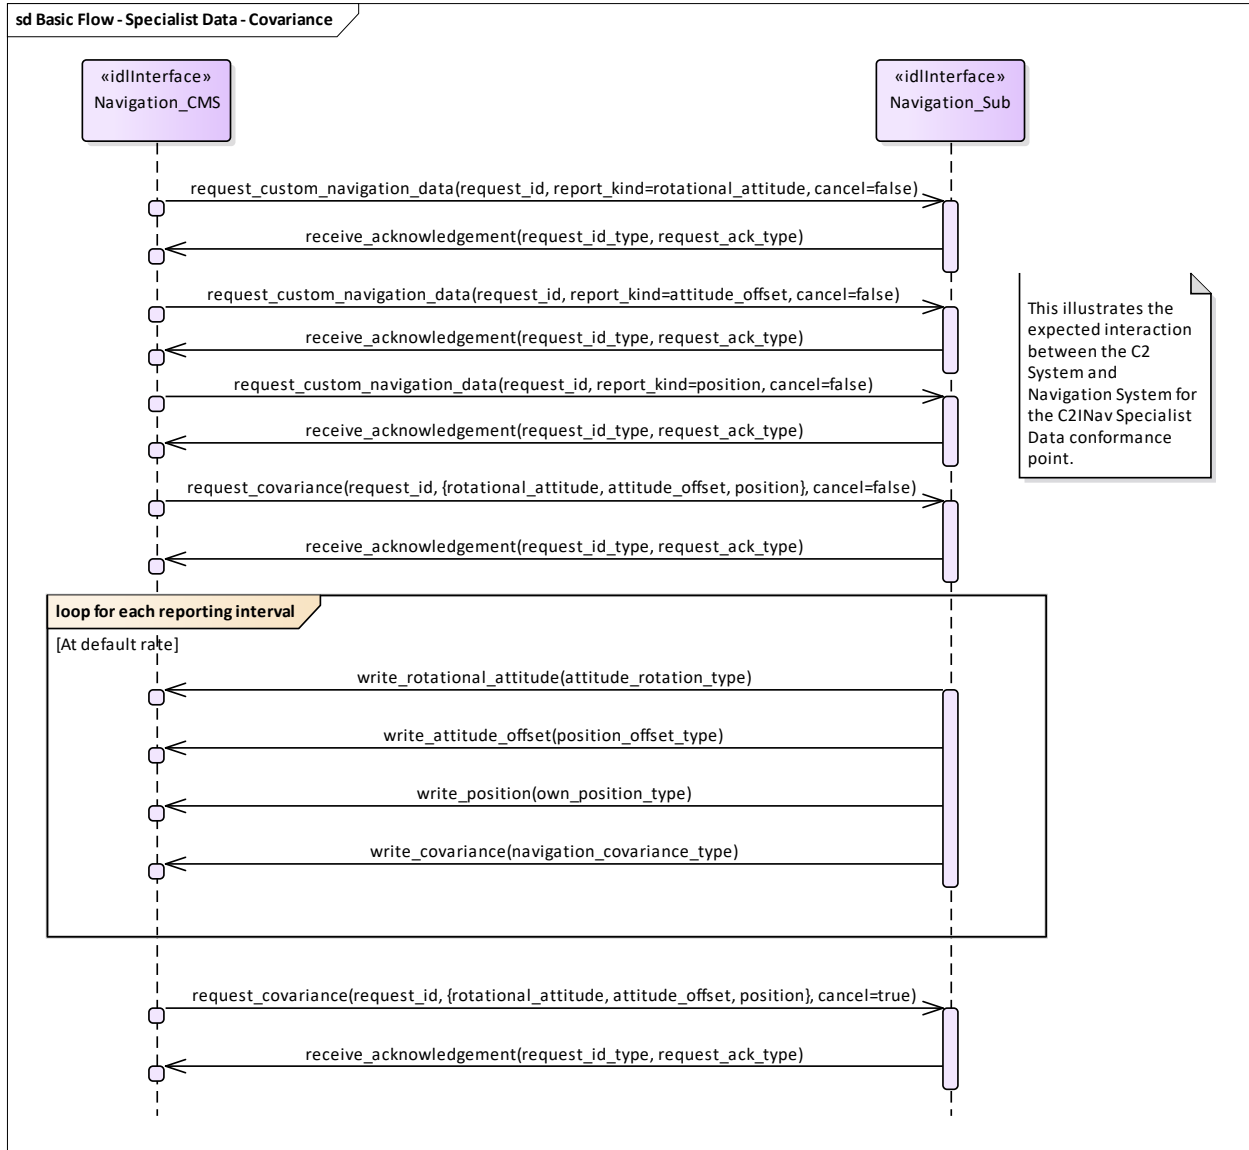 sd Basic Flow - Specialist Data - Covariance
«idlInterface»
Navigation_CMS
«idlInterface»
Navigation_Sub
request_custom_navigation_data(request_id, report_kind=rotational_attitude, cancel=false)
receive_acknowledgement(request_id_type, request_ack_type)
request_custom_navigation_data(request_id, report_kind=attitude_offset, cancel=false)
receive_acknowledgement(request_id_type, request_ack_type)
request_custom_navigation_data(request_id, report_kind=position, cancel=false)
receive_acknowledgement(request_id_type, request_ack_type)
request_covariance(request_id, {rotational_attitude, attitude_offset, position}, cancel=false)
receive_acknowledgement(request_id_type, request_ack_type)
This illustrates the
expected interaction
between the C2
System and
Navigation System for
the C2INav Specialist
Data conformance
point.
loop for each reporting interval
[At default rate]
write_rotational_attitude(attitude_rotation_type)
write_attitude_offset(position_offset_type)
write_position(own_position_type)
write_covariance(navigation_covariance_type)
request_covariance(request_id, {rotational_attitude, attitude_offset, position}, cancel=true)
receive_acknowledgement(request_id_type, request_ack_type)